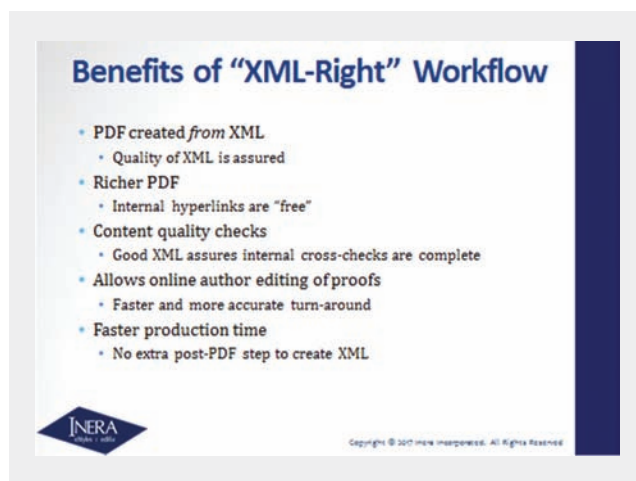 Benefits of “XML-Right” Workflow
• PDF created from XML
• Quality of XML is assured
• Richer PDF
• Internal hyperlinks are “free”
• Content quality checks
• Good XML assures internal cross-checks are complete
• Allows online author editing of proofs
• Faster and more accurate turn-around
• Faster production time
• No extra post-PDF step to create XML
INERA
Copyright © 2017 Inera Incorporated. All Rights Reserved